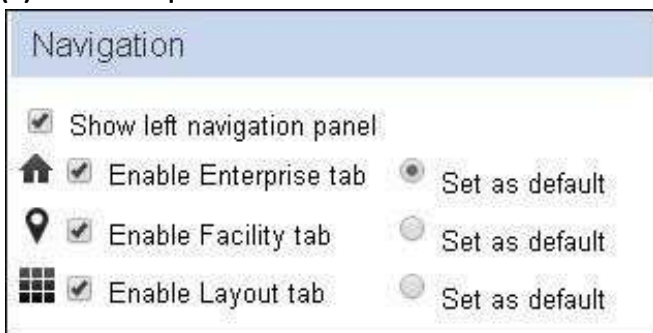 Navigation
Show left navigation panel
Enable Enterprise tab Set as default
Enable Facility tab Set as default
Enable Layout tab Set as default